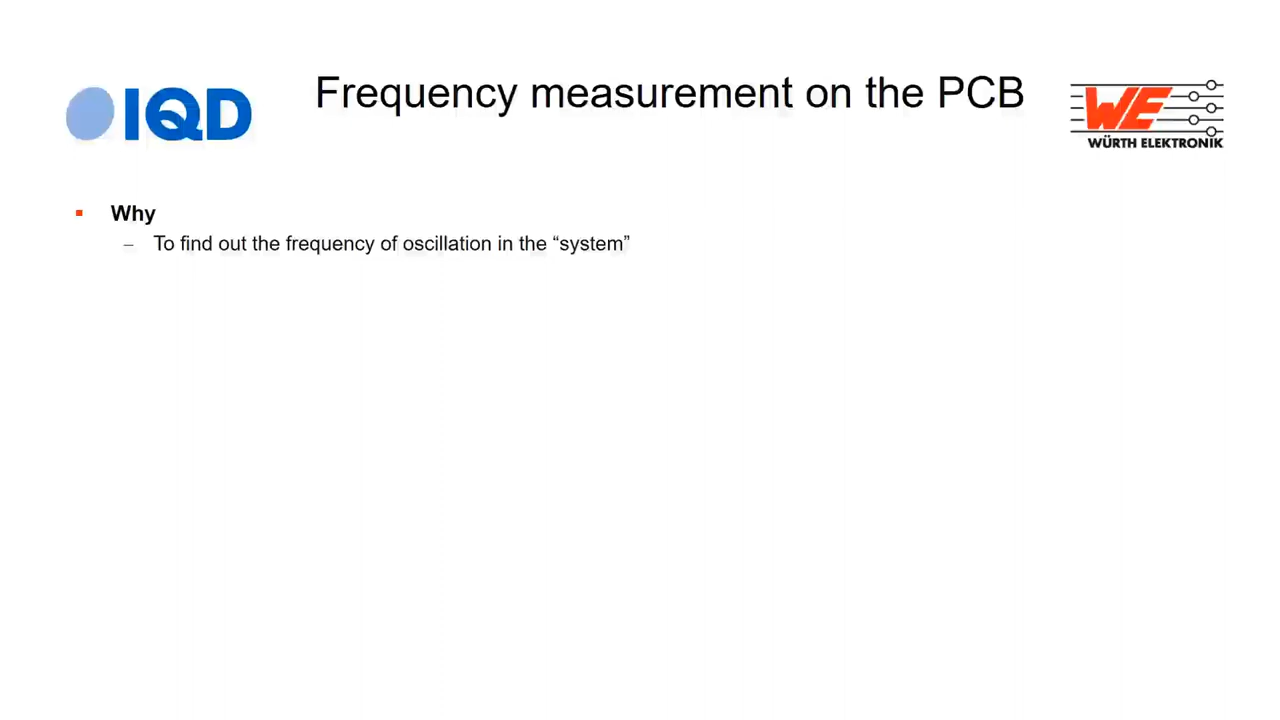 IQD
Frequency measurement on the PCB
WE
WÜRTH ELEKTRONIK
Why
– To find out the frequency of oscillation in the “system”